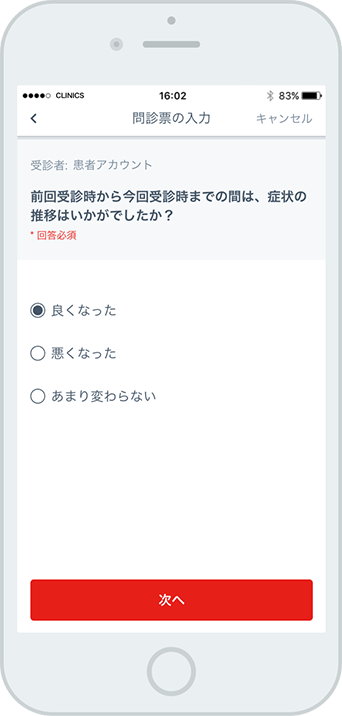 CLINICS 16:02 83%
問診票の入力 キャンセル
受診者: 患者アカウント
前回受診時から今回受診時までの間は、症状の
推移はいかがでしたか？
* 回答必須
良くなった
悪くなった
あまり変わらない
次へ